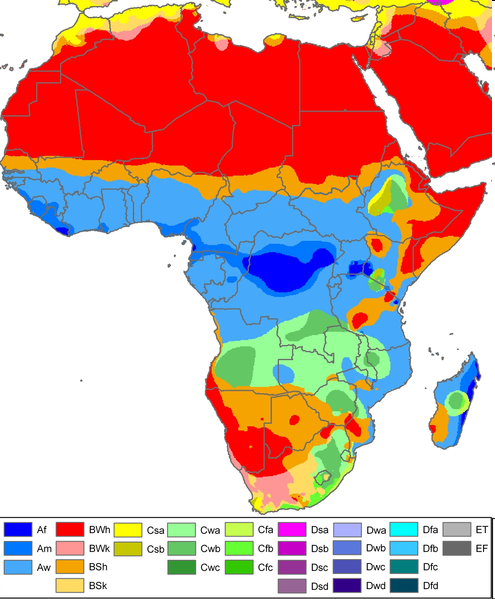 Af BWh Csa Cwa Cfa Dsa Dwa Dfa ET
Am BWk Csb Cwb Cfb Dsb Dwb Dfb EF
Aw BSh Cwc Cfc Dsc Dwc Dfc
BSk Dsd Dwd Dfd